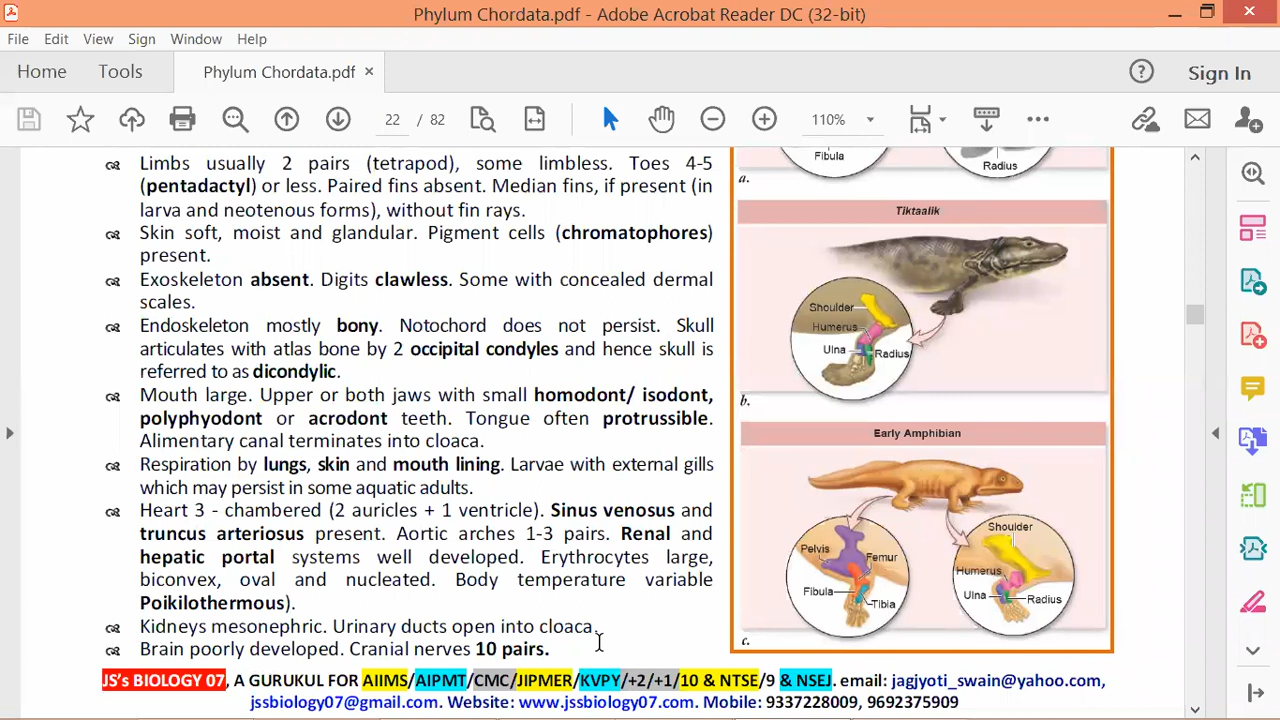 Phylum Chordata.pdf - Adobe Acrobat Reader DC (32-bit)
File Edit View Sign Window Help
Home Tools Phylum Chordata.pdf × Sign In
22 / 82 110%
Limbs usually 2 pairs (tetrapod), some limbless. Toes 4-5
(pentadactyl) or less. Paired fins absent. Median fins, if present (in
larva and neotenous forms), without fin rays.
Skin soft, moist and glandular. Pigment cells (chromatophores)
present.
Exoskeleton absent. Digits clawless. Some with concealed dermal
scales.
Endoskeleton mostly bony. Notochord does not persist. Skull
articulates with atlas bone by 2 occipital condyles and hence skull is
referred to as dicondylic.
Mouth large. Upper or both jaws with small homodont/ isodont,
polyphyodont or acrodont teeth. Tongue often protrussible.
Alimentary canal terminates into cloaca.
Respiration by lungs, skin and mouth lining. Larvae with external gills
which may persist in some aquatic adults.
Heart 3 - chambered (2 auricles + 1 ventricle). Sinus venosus and
truncus arteriosus present. Aortic arches 1-3 pairs. Renal and
hepatic portal systems well developed. Erythrocytes large,
biconvex, oval and nucleated. Body temperature variable
Poikilothermous).
Kidneys mesonephric. Urinary ducts open into cloaca.
Brain poorly developed. Cranial nerves 10 pairs.
Fibula
Radius
a.
Tiktaalik
Shoulder
Humerus
Ulna
Radius
b.
Early Amphibian
Pelvis
Femur
Fibula
Tibia
Shoulder
Humerus
Ulna
Radius
c.
JS's BIOLOGY 07, A GURUKUL FOR AIIMS/AIPMT/CMC/JIPMER/KVPY/+2/+1/10 & NTSE/9 & NSEJ. email: jagjyoti_swain@yahoo.com,
jssbiology07@gmail.com. Website: www.jssbiology07.com. Mobile: 9337228009, 9692375909